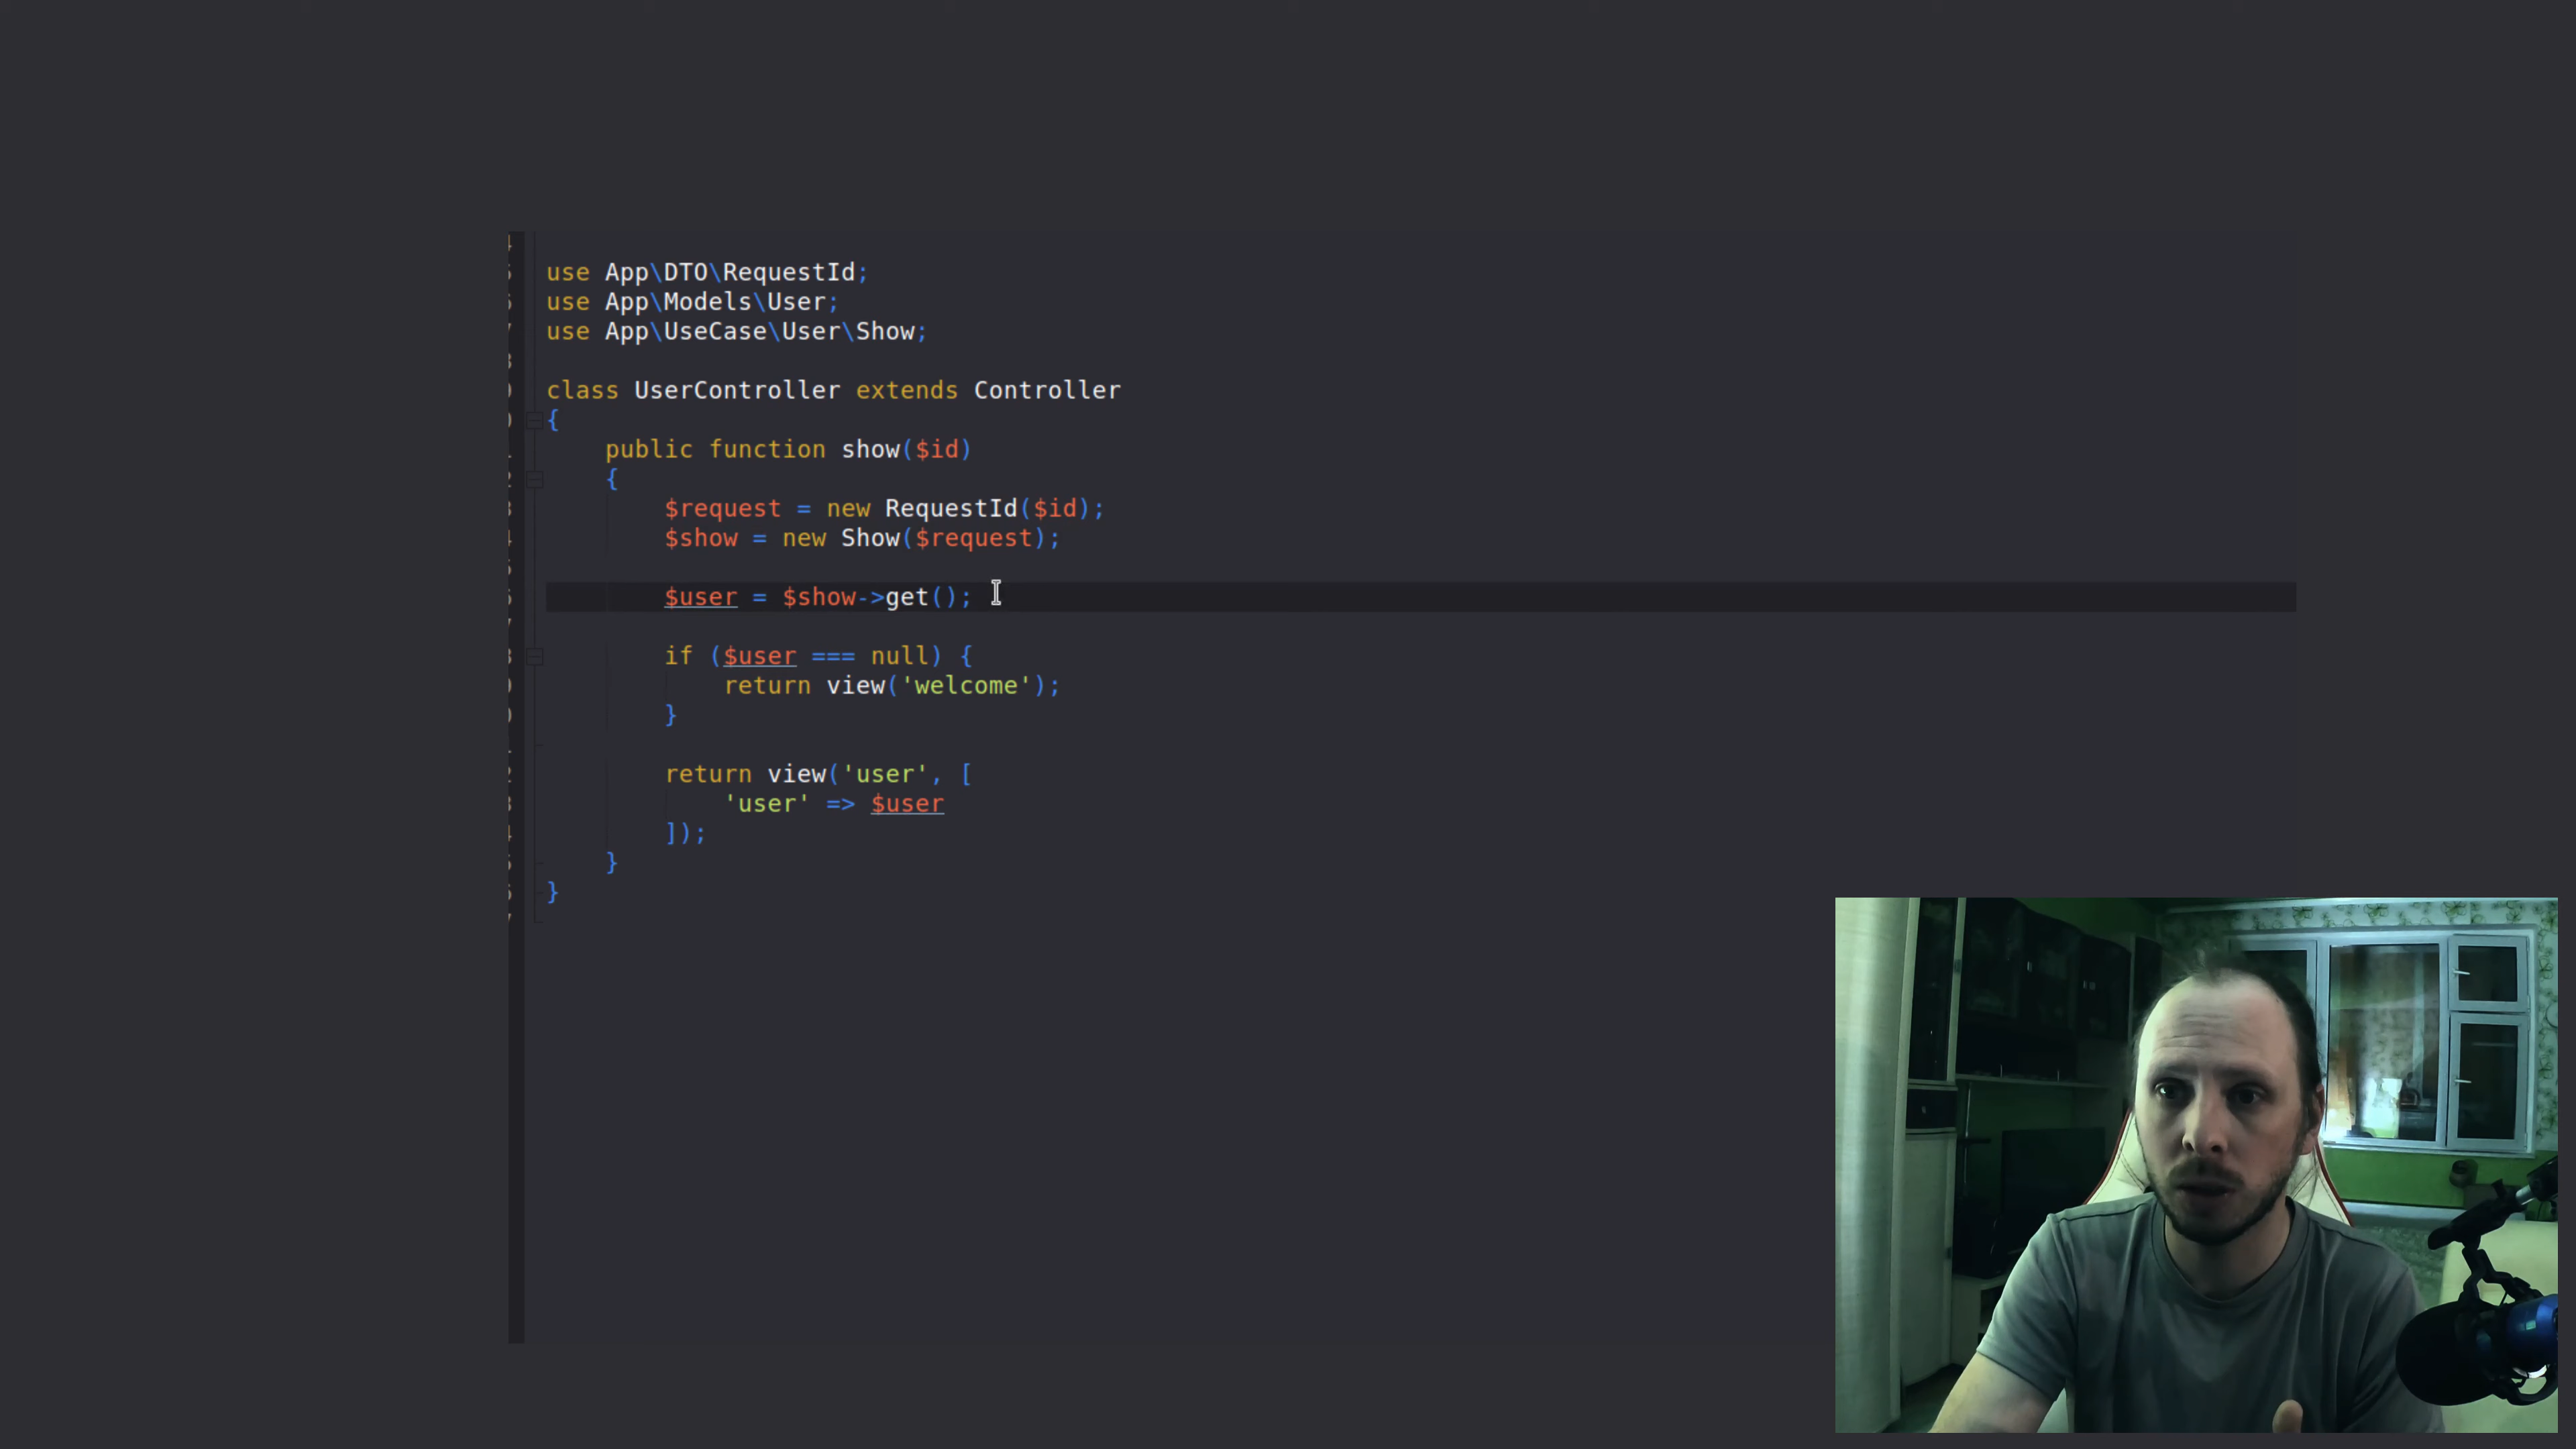 use App\DTO\RequestId;
use App\Models\User;
use App\UseCase\User\Show;
class UserController extends Controller
{
public function show($id)
{
$request = new RequestId($id);
$show = new Show($request);
$user = $show->get();
if ($user === null) {
return view('welcome');
}
return view('user', [
'user' => $user
]);
}
}